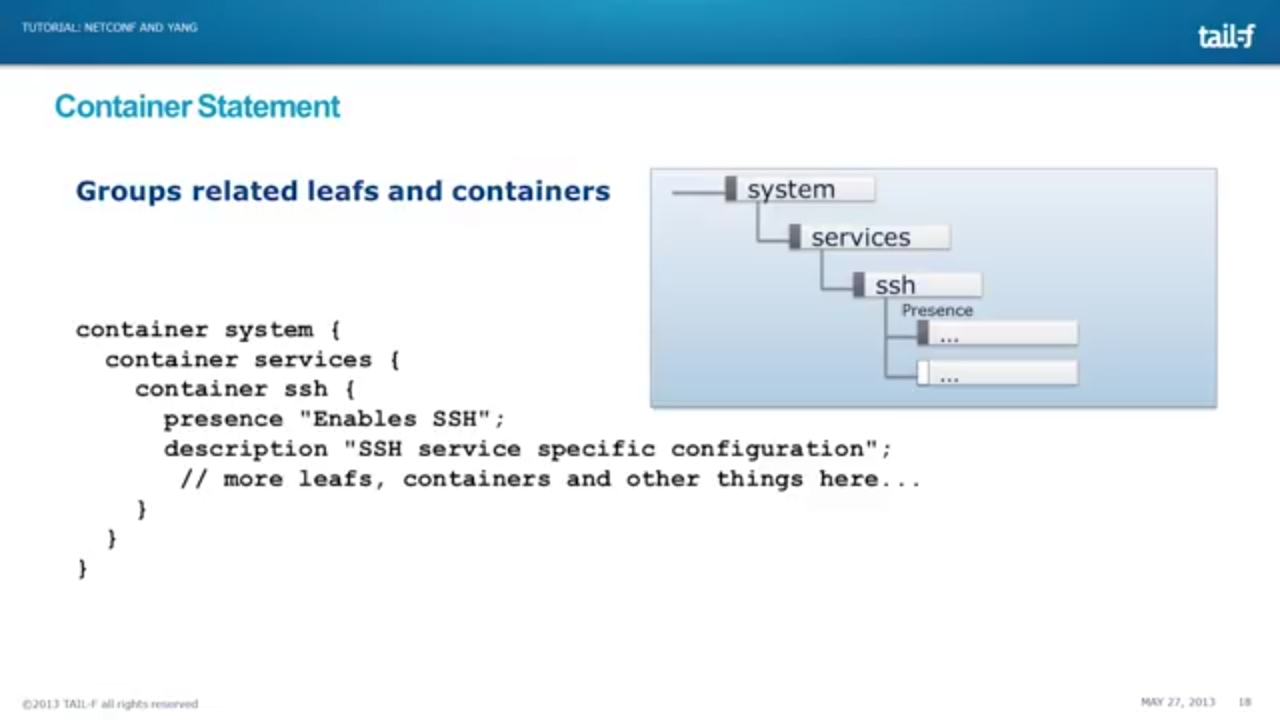 TUTORIAL: NETCONF AND YANG
tail-f
Container Statement
Groups related leafs and containers
system
services
ssh
Presence
...
...
container system {
container services {
container ssh {
presence "Enables SSH";
description "SSH service specific configuration";
// more leafs, containers and other things here...
}
}
}
©2013 TAIL-F all rights reserved
MAY 27, 2013 18